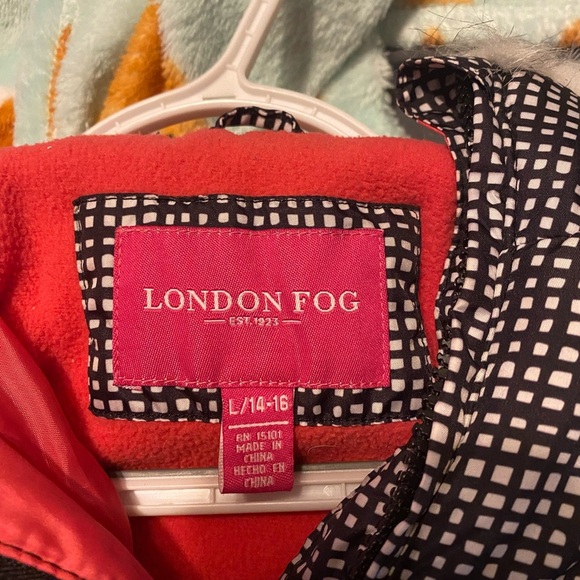 LONDON FOG
EST. 1923
L/14-16
RN 15101
MADE IN
CHINA
HECHO EN
CHINA